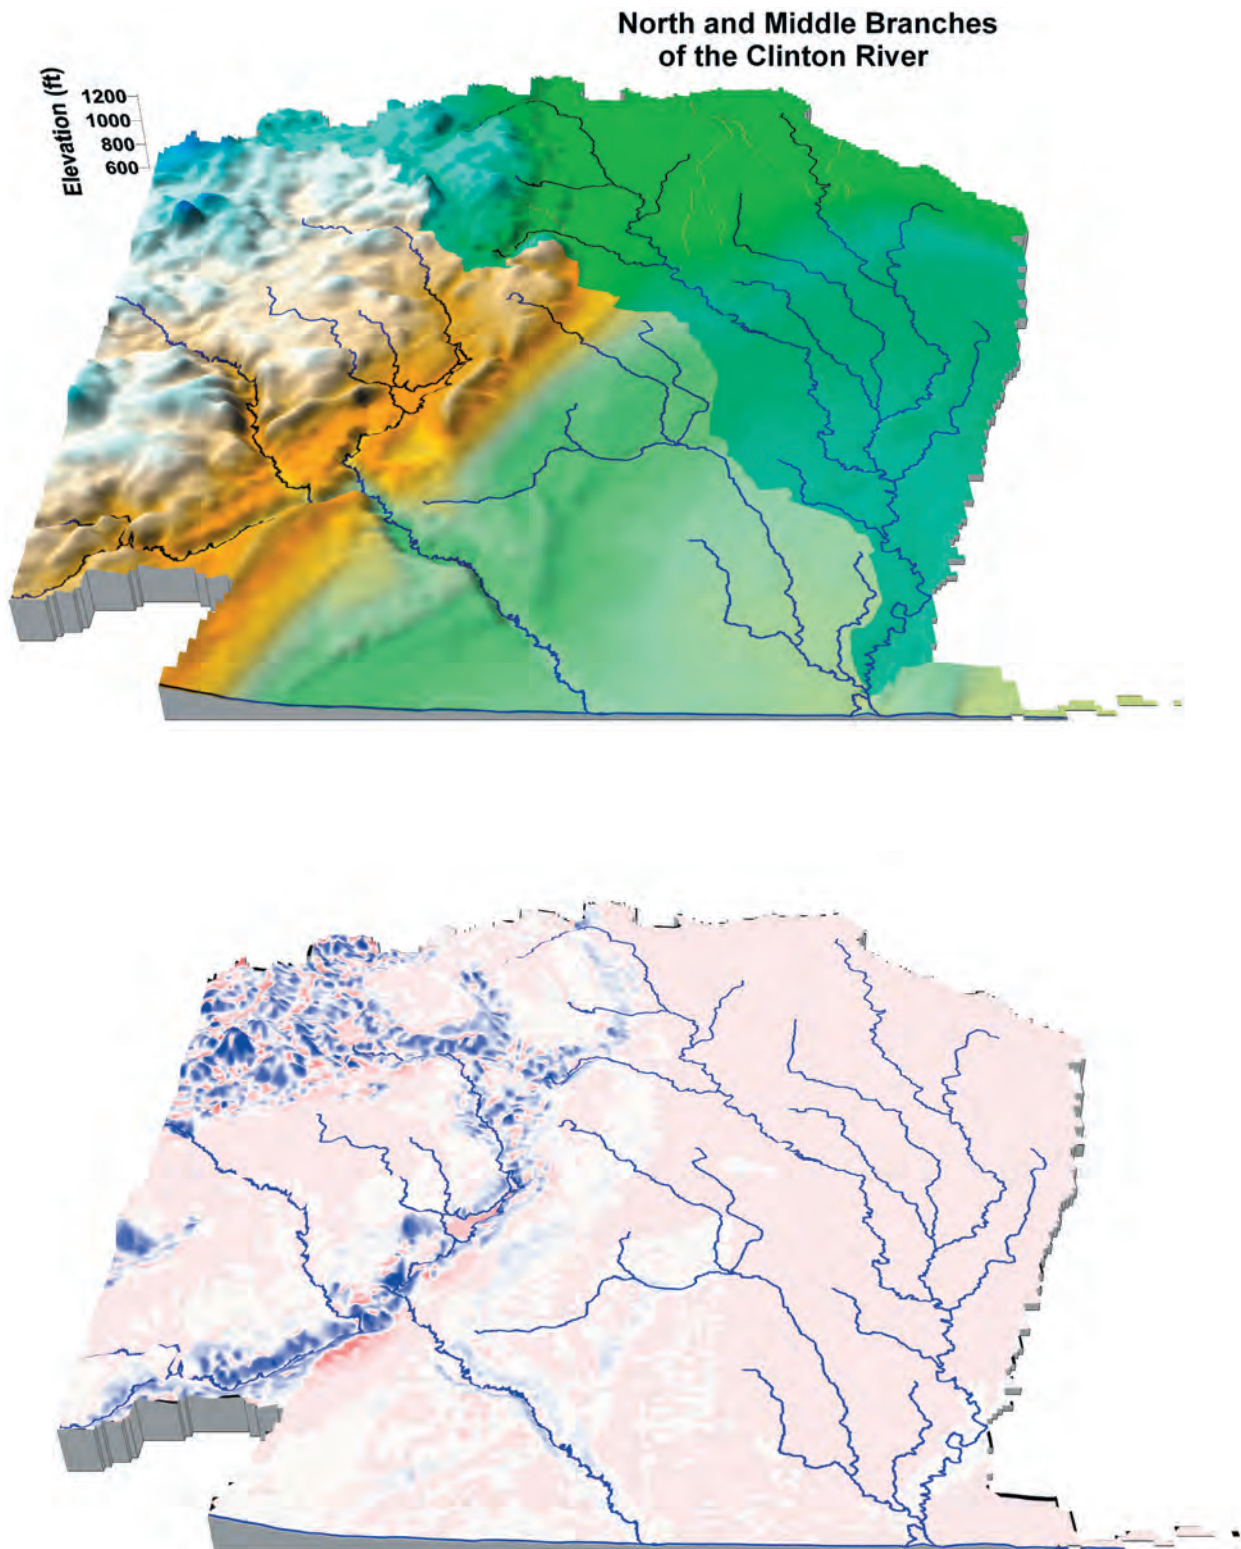 North and Middle Branches
of the Clinton River
Elevation (ft)
1200
1000
800
600